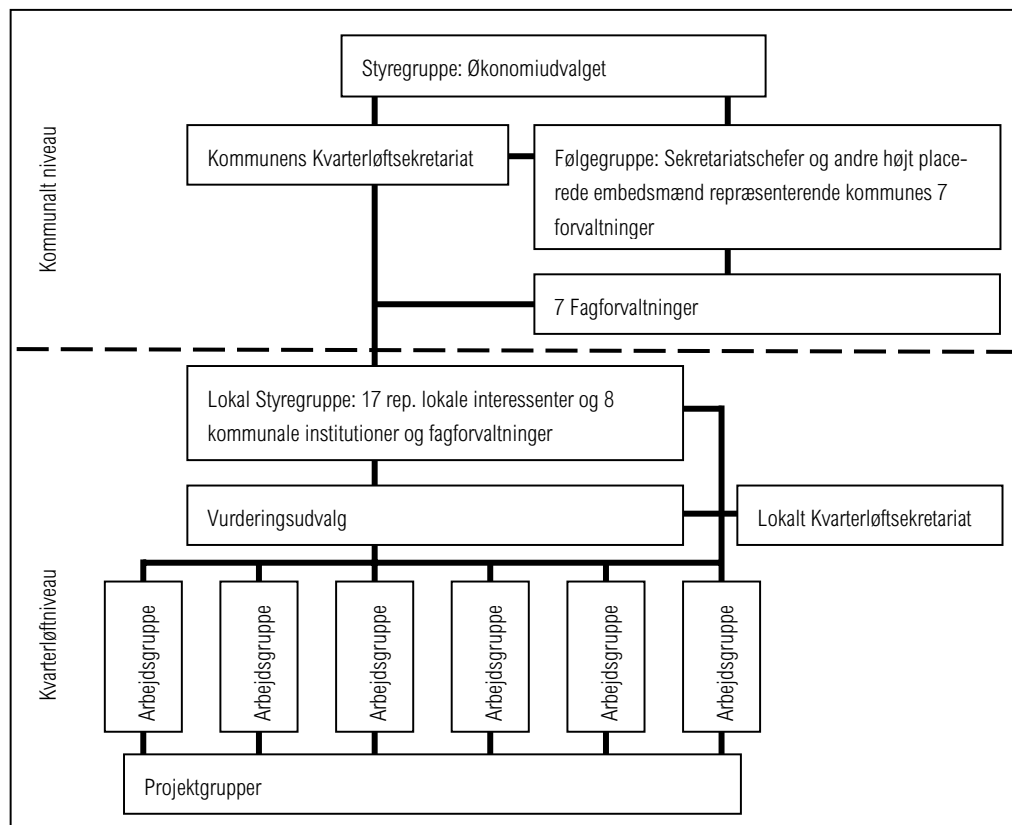 Styregruppe: Økonomiudvalget
Kommunalt niveau
Kommunens Kvarterløftsekretariat
Følgegruppe: Sekretariatschefer og andre højt place-
rede embedsmænd repræsenterende kommunes 7
forvaltninger
7 Fagforvaltninger
Kvarterløftniveau
Lokal Styregruppe: 17 rep. lokale interessenter og 8
kommunale institutioner og fagforvaltninger
Vurderingsudvalg
Lokalt Kvarterløftsekretariat
Arbejdsgruppe
Arbejdsgruppe
Arbejdsgruppe
Arbejdsgruppe
Arbejdsgruppe
Arbejdsgruppe
Projektgrupper